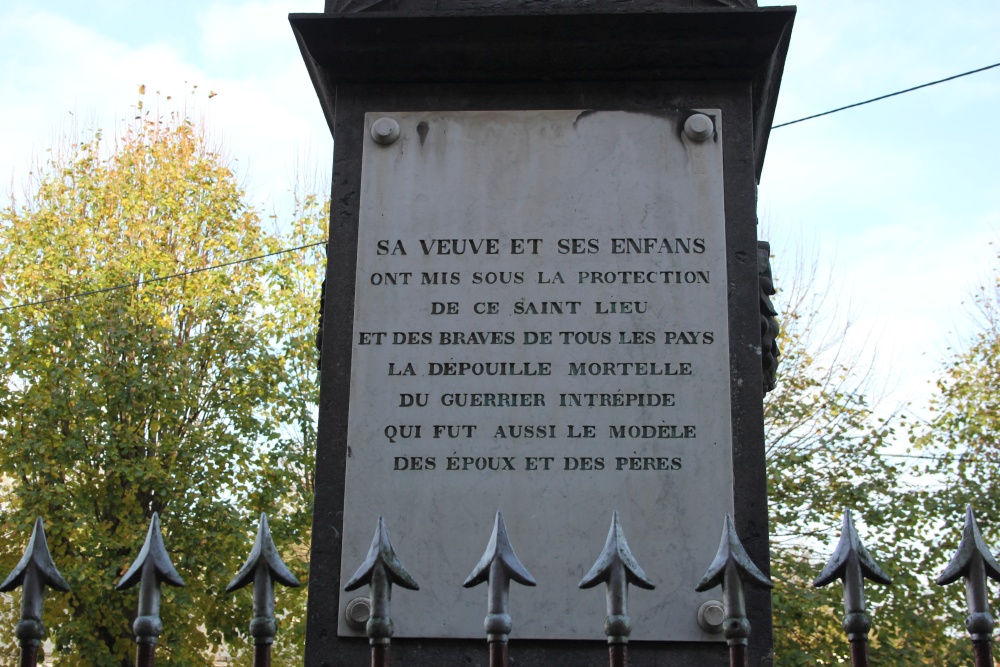 SA VEUVE ET SES ENFANS
ONT MIS SOUS LA PROTECTION
DE CE SAINT LIEU
ET DES BRAVES DE TOUS LES PAYS
LA DÉPOUILLE MORTELLE
DU GUERRIER INTRÉPIDE
QUI FUT AUSSI LE MODÈLE
DES ÉPOUX ET DES PÈRES